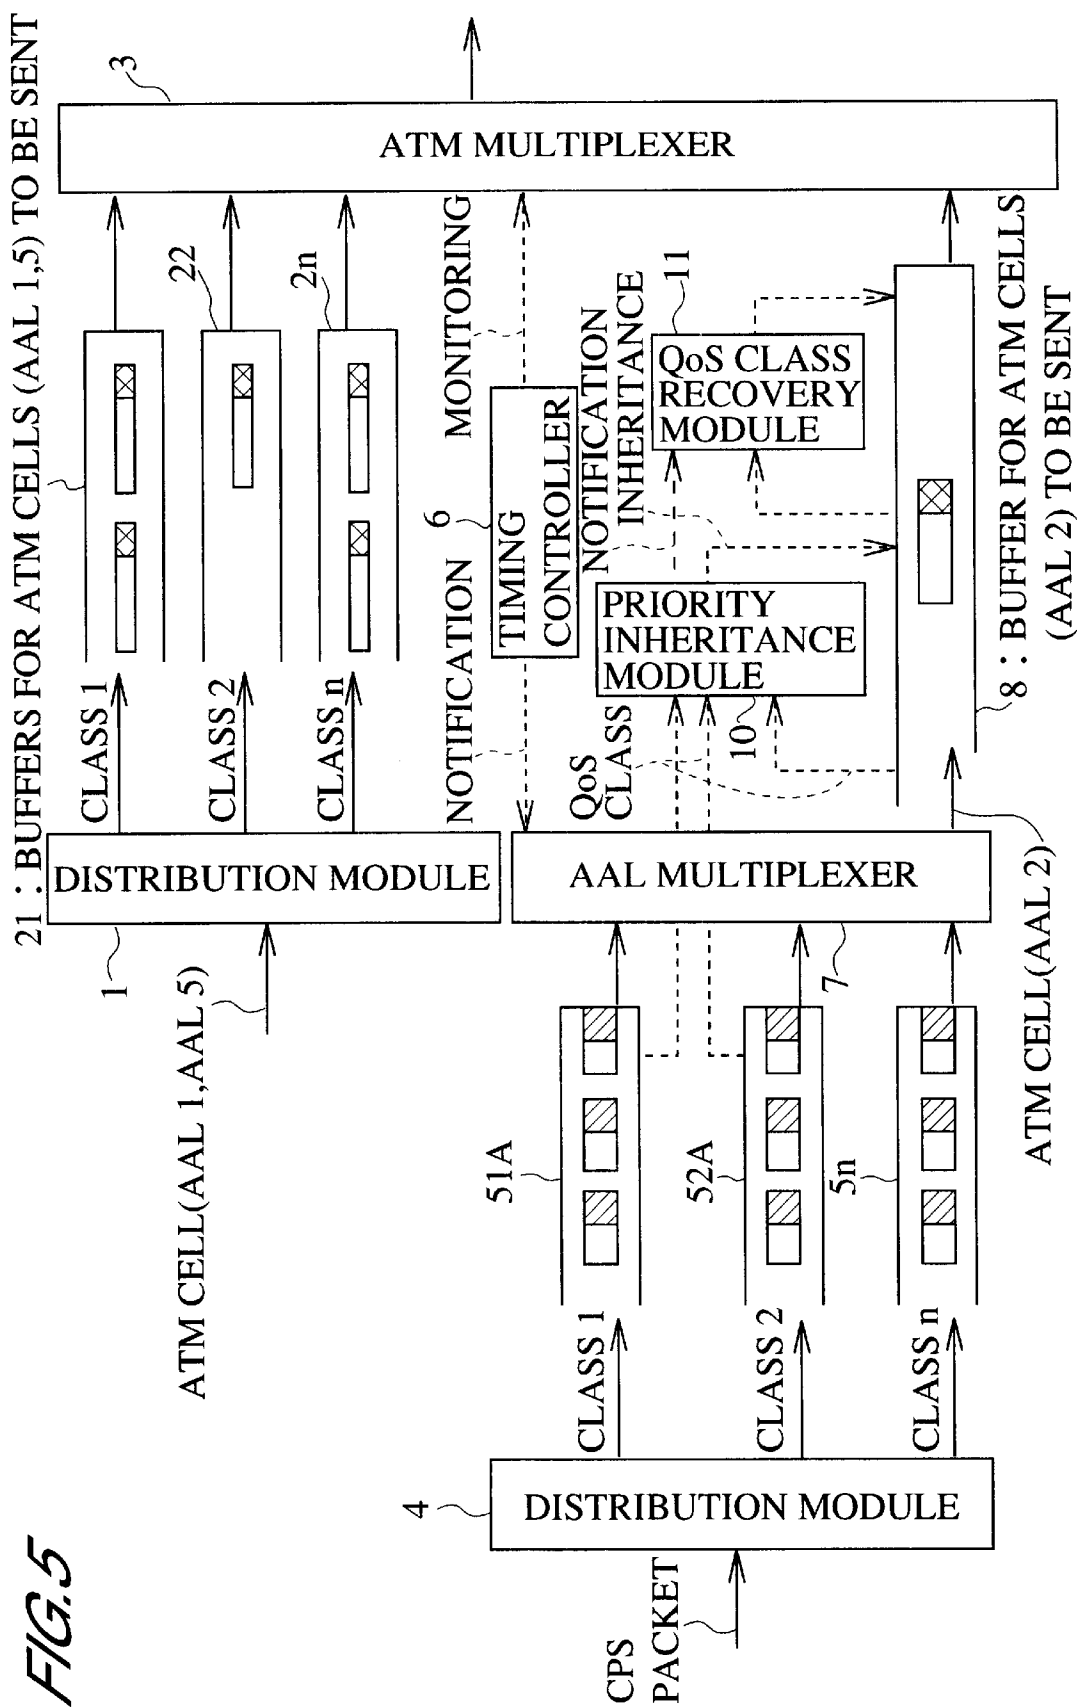 FIG.5
21 : BUFFERS FOR ATM CELLS (AAL 1,5) TO BE SENT
3
ATM MULTIPLEXER
22
2n
CLASS 1
CLASS 2
CLASS n
DISTRIBUTION MODULE
1
ATM CELL(AAL 1,AAL 5)
MONITORING
6
TIMING
CONTROLLER
NOTIFICATION
NOTIFICATION
INHERITANCE
11
QoS CLASS
RECOVERY
MODULE
PRIORITY
INHERITANCE
MODULE
10
QoS
CLASS
AAL MULTIPLEXER
7
8 : BUFFER FOR ATM CELLS
(AAL 2) TO BE SENT
ATM CELL(AAL 2)
51A
52A
5n
CLASS 1
CLASS 2
CLASS n
4
DISTRIBUTION MODULE
CPS
PACKET